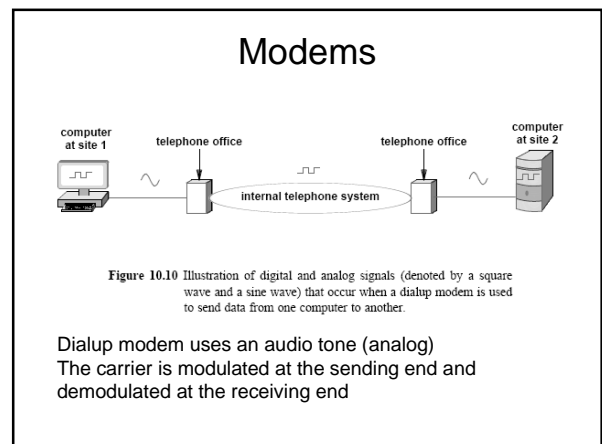 Modems
computer
at site 1
telephone office
telephone office
computer
at site 2
internal telephone system
Figure 10.10 Illustration of digital and analog signals (denoted by a square
wave and a sine wave) that occur when a dialup modem is used
to send data from one computer to another.
Dialup modem uses an audio tone (analog)
The carrier is modulated at the sending end and
demodulated at the receiving end